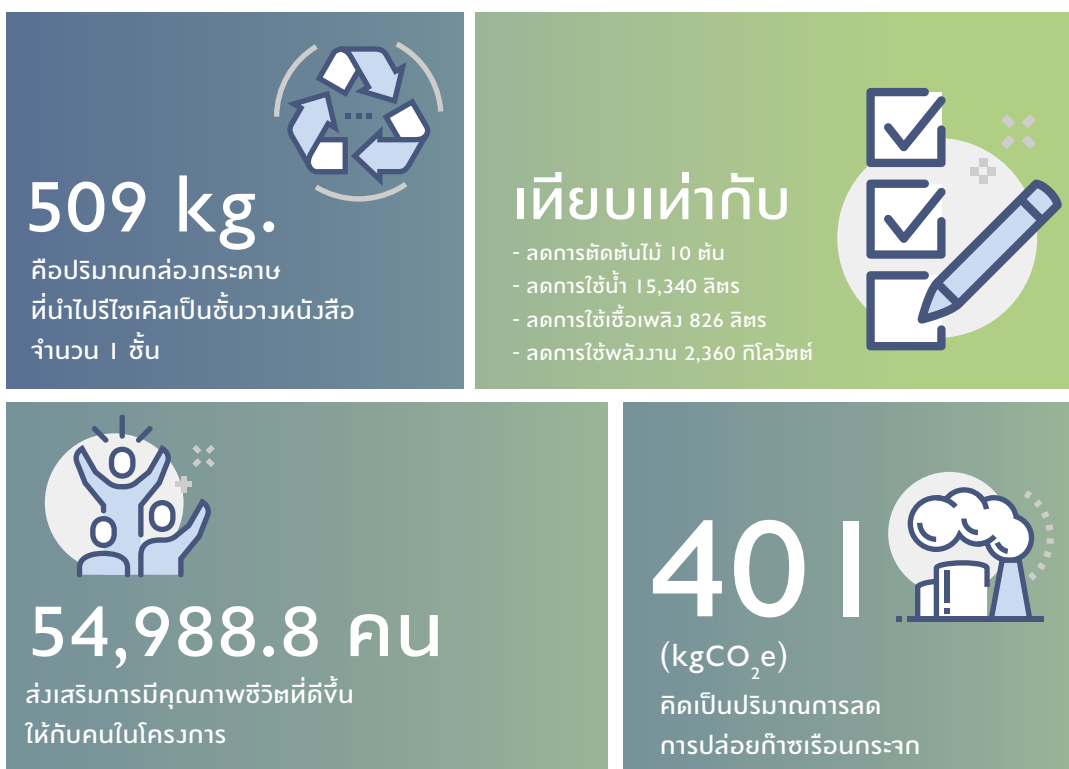 509 kg.
คือปริมาณกล่องกระดาษ
ที่นำไปรีไซเคิลเป็นชั้นวางหนังสือ
จำนวน 1 ชั้น
เทียบเท่ากับ
- ลดการตัดต้นไม้ 10 ต้น
- ลดการใช้น้ำ 15,340 ลิตร
- ลดการใช้เชื้อเพลิง 826 ลิตร
- ลดการใช้พลังงาน 2,360 กิโลวัตต์
54,988.8 คน
ส่งเสริมการมีคุณภาพชีวิตที่ดีขึ้น
ให้กับคนในโครงการ
401
(kgCO₂e)
คิดเป็นปริมาณการลด
การปล่อยก๊าซเรือนกระจก